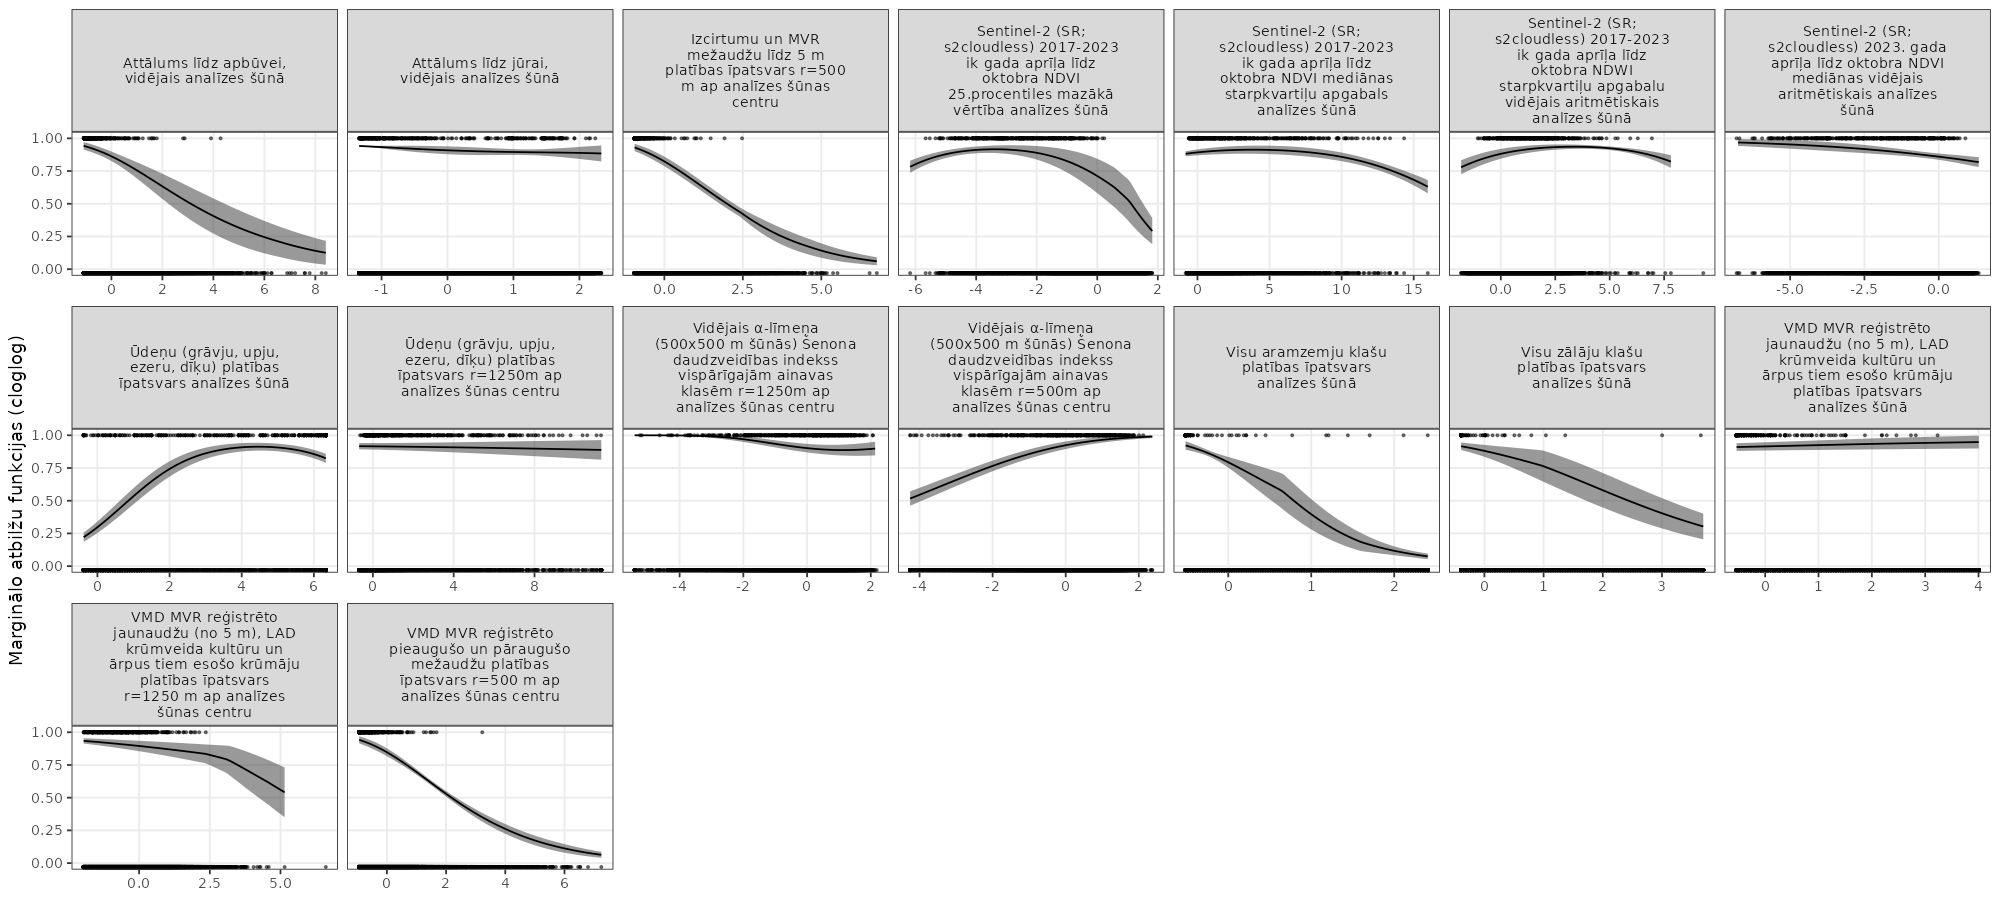 Attālums līdz apbūvei,
vidējais analīzes šūnā
Attālums līdz jūrai,
vidējais analīzes šūnā
Izcirtumu un MVR
mežaudžu līdz 5 m
platības īpatsvars r=500
m ap analīzes šūnas
centru
Sentinel-2 (SR;
s2cloudless) 2017-2023
ik gada aprīļa līdz
oktobra NDVI
25.procentiles mazākā
vērtība analīzes šūnā
Sentinel-2 (SR;
s2cloudless) 2017-2023
ik gada aprīļa līdz
oktobra NDVI mediānas
starpkvartiļu apgabals
analīzes šūnā
Sentinel-2 (SR;
s2cloudless) 2017-2023
ik gada aprīļa līdz
oktobra NDWI
starpkvartiļu apgabalu
vidējais aritmētiskais
analīzes šūnā
Sentinel-2 (SR;
s2cloudless) 2023. gada
aprīļa līdz oktobra NDVI
mediānas vidējais
aritmētiskais analīzes
šūnā
1.00
0.75
0.50
0.25
0.00
0 2 4 6 8
-1 0 1 2
0.0 2.5 5.0
-6 -4 -2 0 2
0 5 10 15
0.0 2.5 5.0 7.5
-5.0 -2.5 0.0
Marginālo atbilžu funkcijas (cloglog)
Ūdeņu (grāvju, upju,
ezeru, dīķu) platības
īpatsvars analīzes šūnā
Ūdeņu (grāvju, upju,
ezeru, dīķu) platības
īpatsvars r=1250m ap
analīzes šūnas centru
Vidējais α-līmeņa
(500x500 m šūnās) Šenona
daudzveidības indekss
vispārīgajām ainavas
klasēm r=1250m ap
analīzes šūnas centru
Vidējais α-līmeņa
(500x500 m šūnās) Šenona
daudzveidības indekss
vispārīgajām ainavas
klasēm r=500m ap
analīzes šūnas centru
Visu aramzemju klašu
platības īpatsvars
analīzes šūnā
Visu zālāju klašu
platības īpatsvars
analīzes šūnā
VMD MVR reģistrēto
jaunaudžu (no 5 m), LAD
krūmveida kultūru un
ārpus tiem esošo krūmāju
platības īpatsvars
analīzes šūnā
1.00
0.75
0.50
0.25
0.00
0 2 4 6
0 4 8
-4 -2 0 2
-4 -2 0 2
0 1 2
0 1 2 3
0 1 2 3 4
VMD MVR reģistrēto
jaunaudžu (no 5 m), LAD
krūmveida kultūru un
ārpus tiem esošo krūmāju
platības īpatsvars
r=1250 m ap analīzes
šūnas centru
VMD MVR reģistrēto
pieaugušo un pāraugušo
mežaudžu platības
īpatsvars r=500 m ap
analīzes šūnas centru
1.00
0.75
0.50
0.25
0.00
0.0 2.5 5.0
0 2 4 6